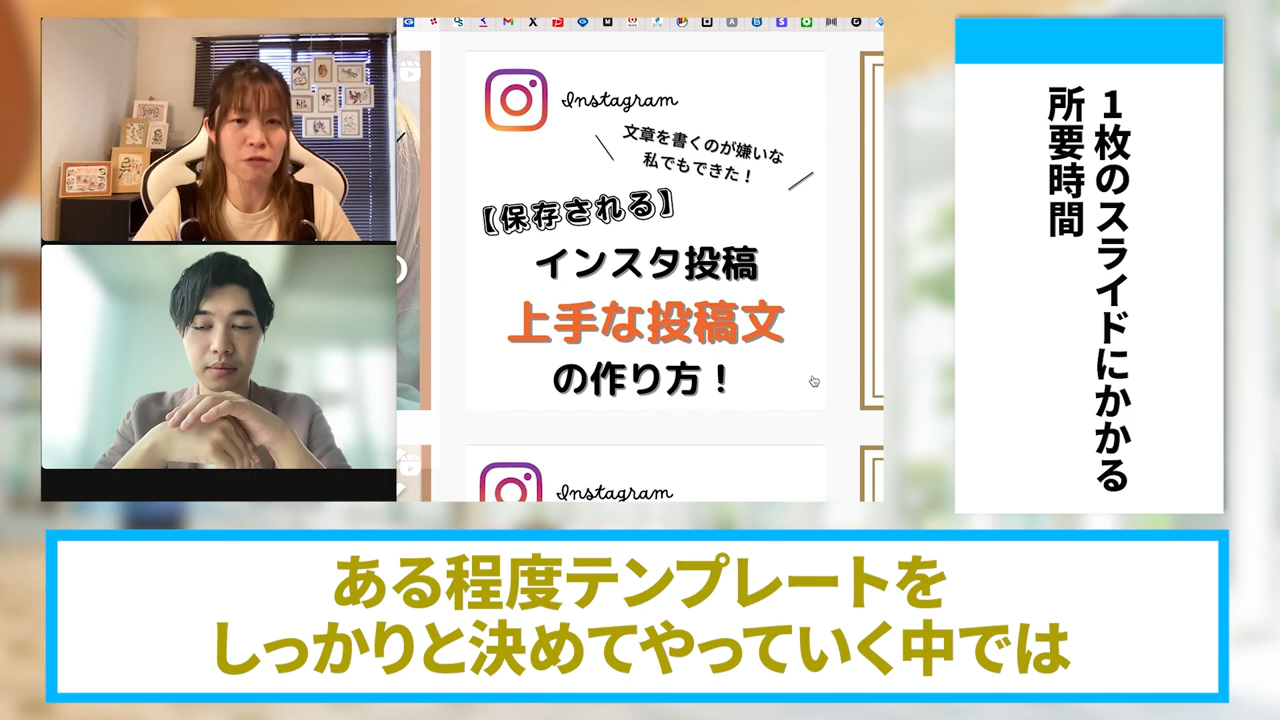 Instagram
文章を書くのが嫌いな
私でもできた！
【保存される】
インスタ投稿
上手な投稿文
の作り方！
Instagram
1枚のスライドにかかる
所要時間
ある程度テンプレートを
しっかりと決めてやっていく中では